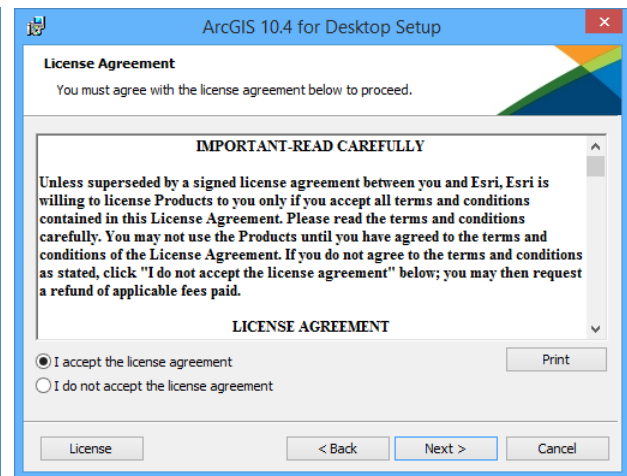 ArcGIS 10.4 for Desktop Setup
License Agreement
You must agree with the license agreement below to proceed.
IMPORTANT-READ CAREFULLY
Unless superseded by a signed license agreement between you and Esri, Esri is
willing to license Products to you only if you accept all terms and conditions
contained in this License Agreement. Please read the terms and conditions
carefully. You may not use the Products until you have agreed to the terms and
conditions of the License Agreement. If you do not agree to the terms and conditions
as stated, click "I do not accept the license agreement" below; you may then request
a refund of applicable fees paid.
LICENSE AGREEMENT
I accept the license agreement
Print
I do not accept the license agreement
License
< Back
Next >
Cancel